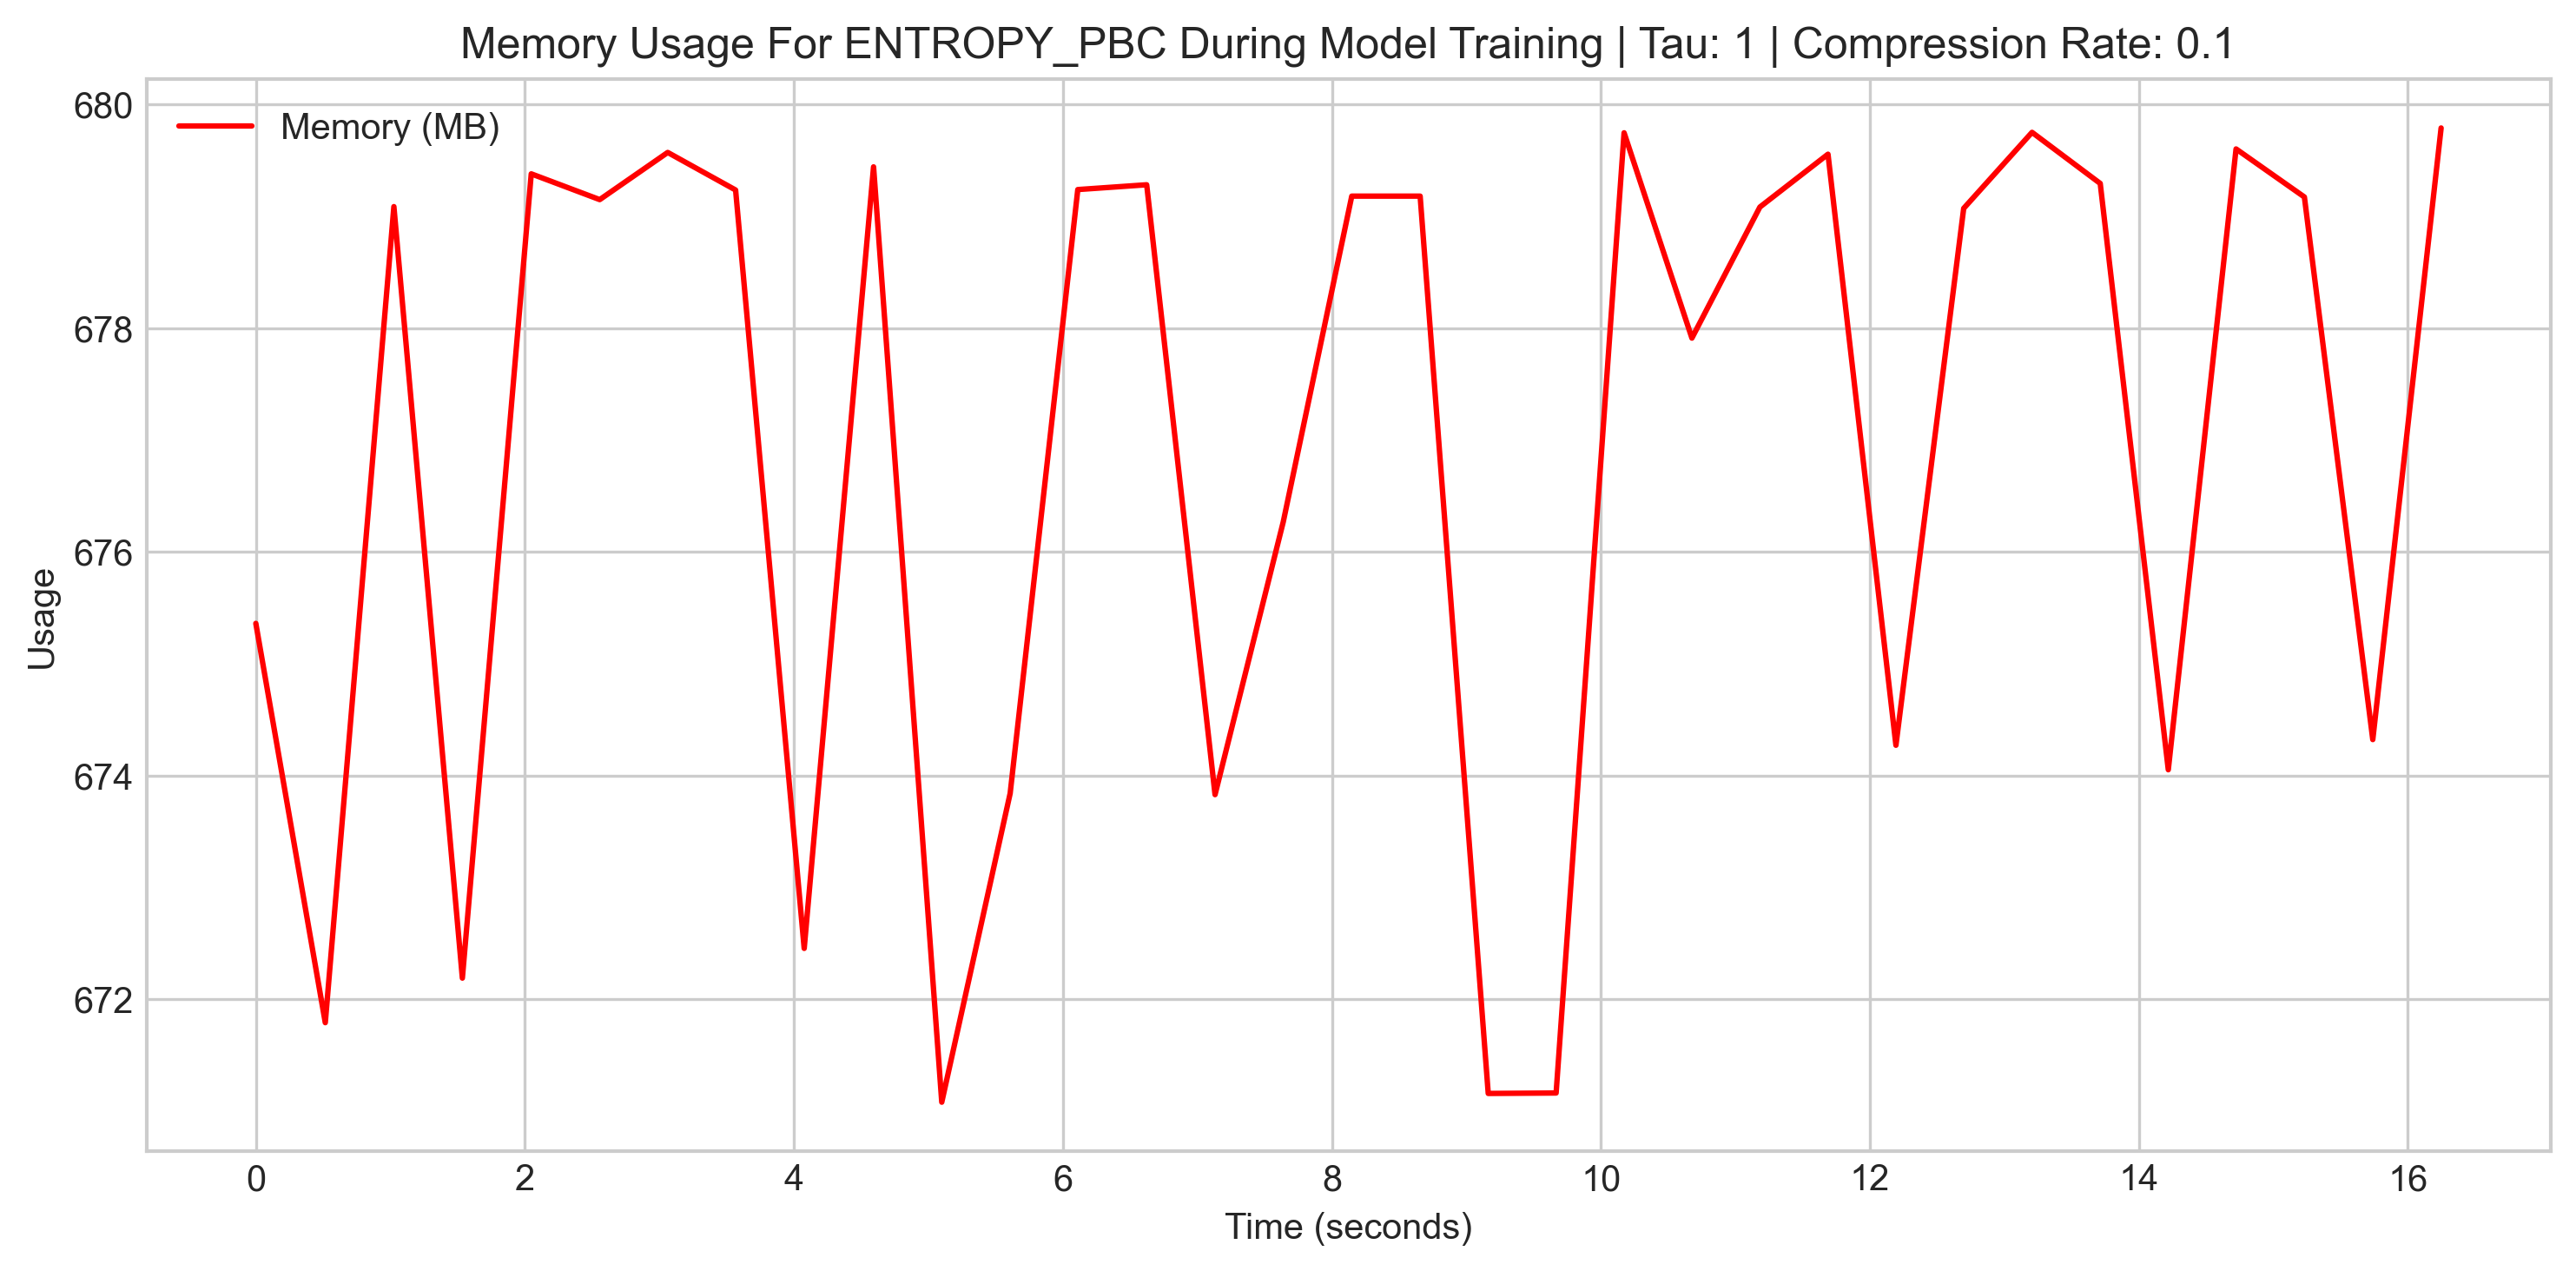 Memory Usage For ENTROPY_PBC During Model Training | Tau: 1 | Compression Rate: 0.1
Memory (MB)
680
678
676
674
672
Usage
0 2 4 6 8 10 12 14 16
Time (seconds)